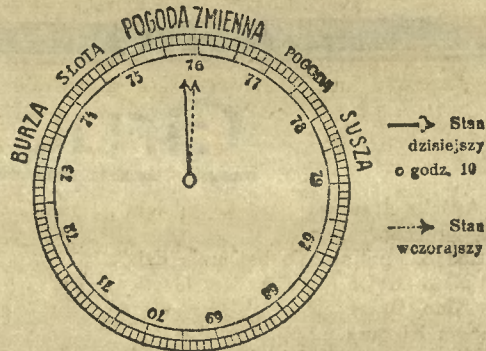 BURZA
SŁOTA
POGODA ZMIENNA
POGODA
SUSZA
73
74
75
76
77
78
79
67
68
69
70
71
72
Stan
dzisiejszy
o godz. 10
Stan
wczorajszy